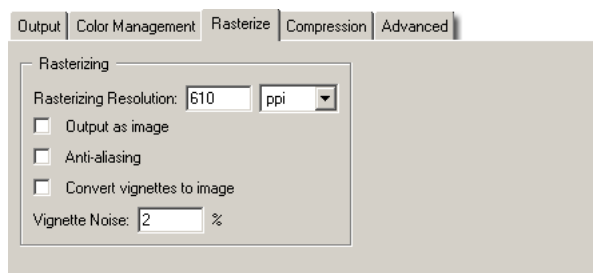 Output Color Management Rasterize Compression Advanced
Rasterizing
Rasterizing Resolution: 610 ppi
Output as image
Anti-aliasing
Convert vignettes to image
Vignette Noise: 2 %